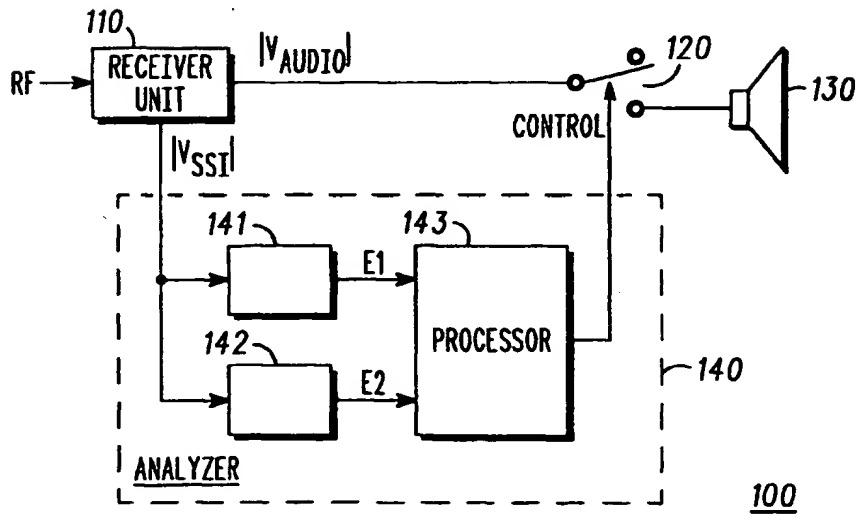 110
RF
RECEIVER
UNIT
|VAUDIO|
120
130
CONTROL
|VSSI|
141
143
E1
142
PROCESSOR
E2
140
ANALYZER
100